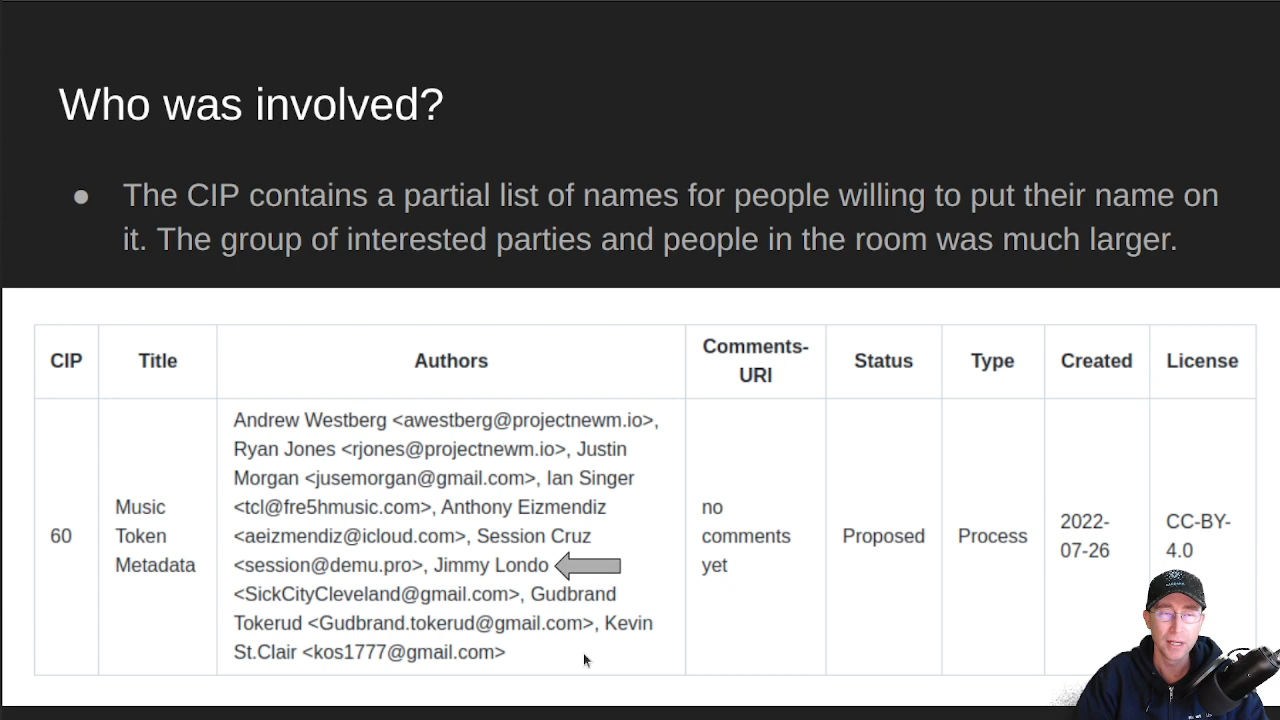 Who was involved?
● The CIP contains a partial list of names for people willing to put their name on
it. The group of interested parties and people in the room was much larger.
CIP
Title
Authors
Comments-
URI
Status
Type
Created
License
60
Music
Token
Metadata
Andrew Westberg <awestberg@projectnewm.io>,
Ryan Jones <rjones@projectnewm.io>, Justin
Morgan <jusemorgan@gmail.com>, Ian Singer
<tcl@fre5hmusic.com>, Anthony Eizmendiz
<aeizmendiz@icloud.com>, Session Cruz
<session@demu.pro>, Jimmy Londo
<SickCityCleveland@gmail.com>, Gudbrand
Tokerud <Gudbrand.tokerud@gmail.com>, Kevin
St.Clair <kos1777@gmail.com>
no
comments
yet
Proposed
Process
2022-
07-26
CC-BY-
4.0